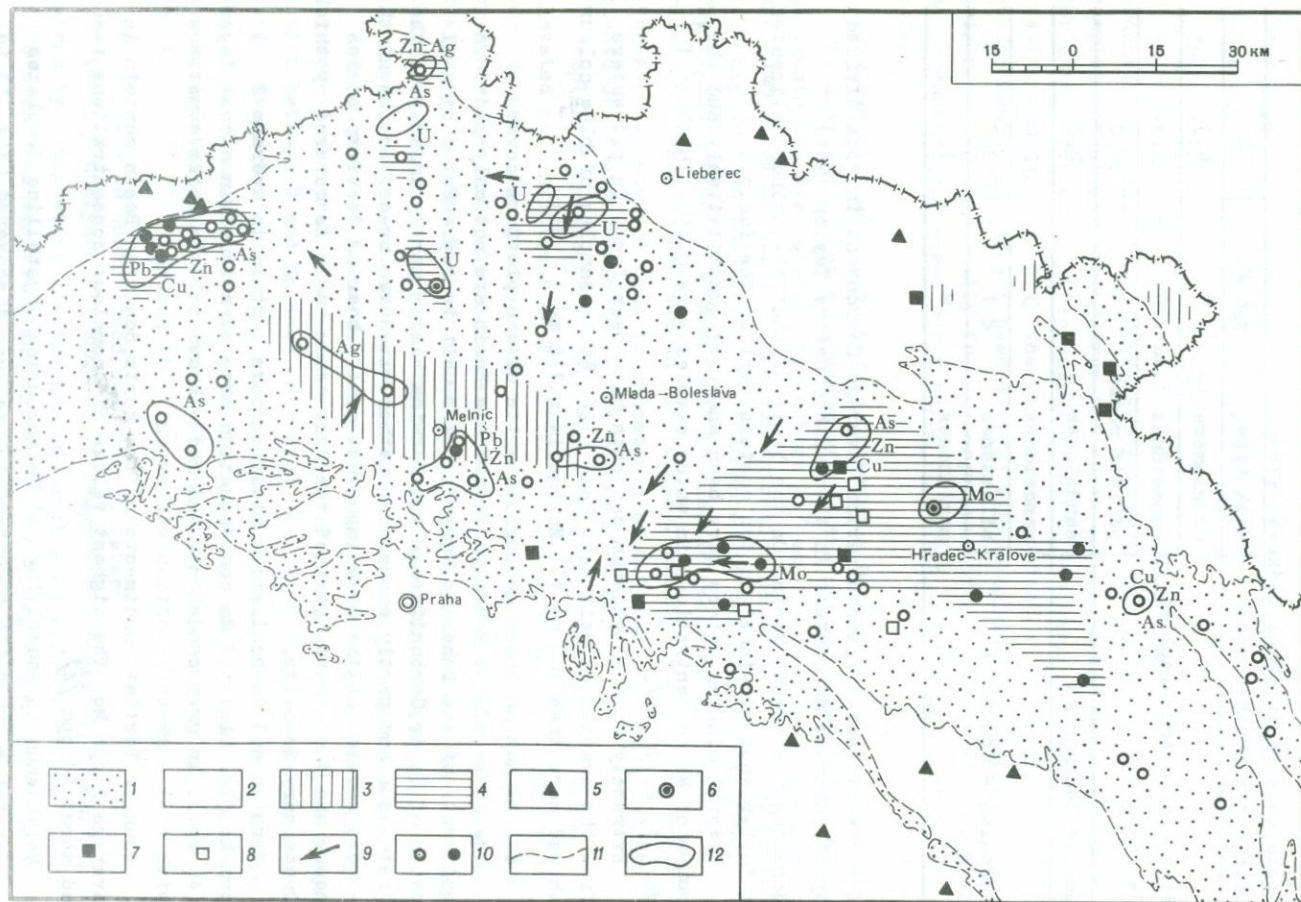 15 0 15 30 КМ
Zn Ag
As
U
Lieberec
U
U
As
Pb
Zn
Cu
U
Ag
Mlada-Boleslava
Melnic
As
Pb
Zn
As
Zn
As
As
Zn
Cu
Mo
Hradec-Kralove
Mo
Praha
Cu
Zn
As
1 2 3 4 5 6
7 8 9 10 11 12